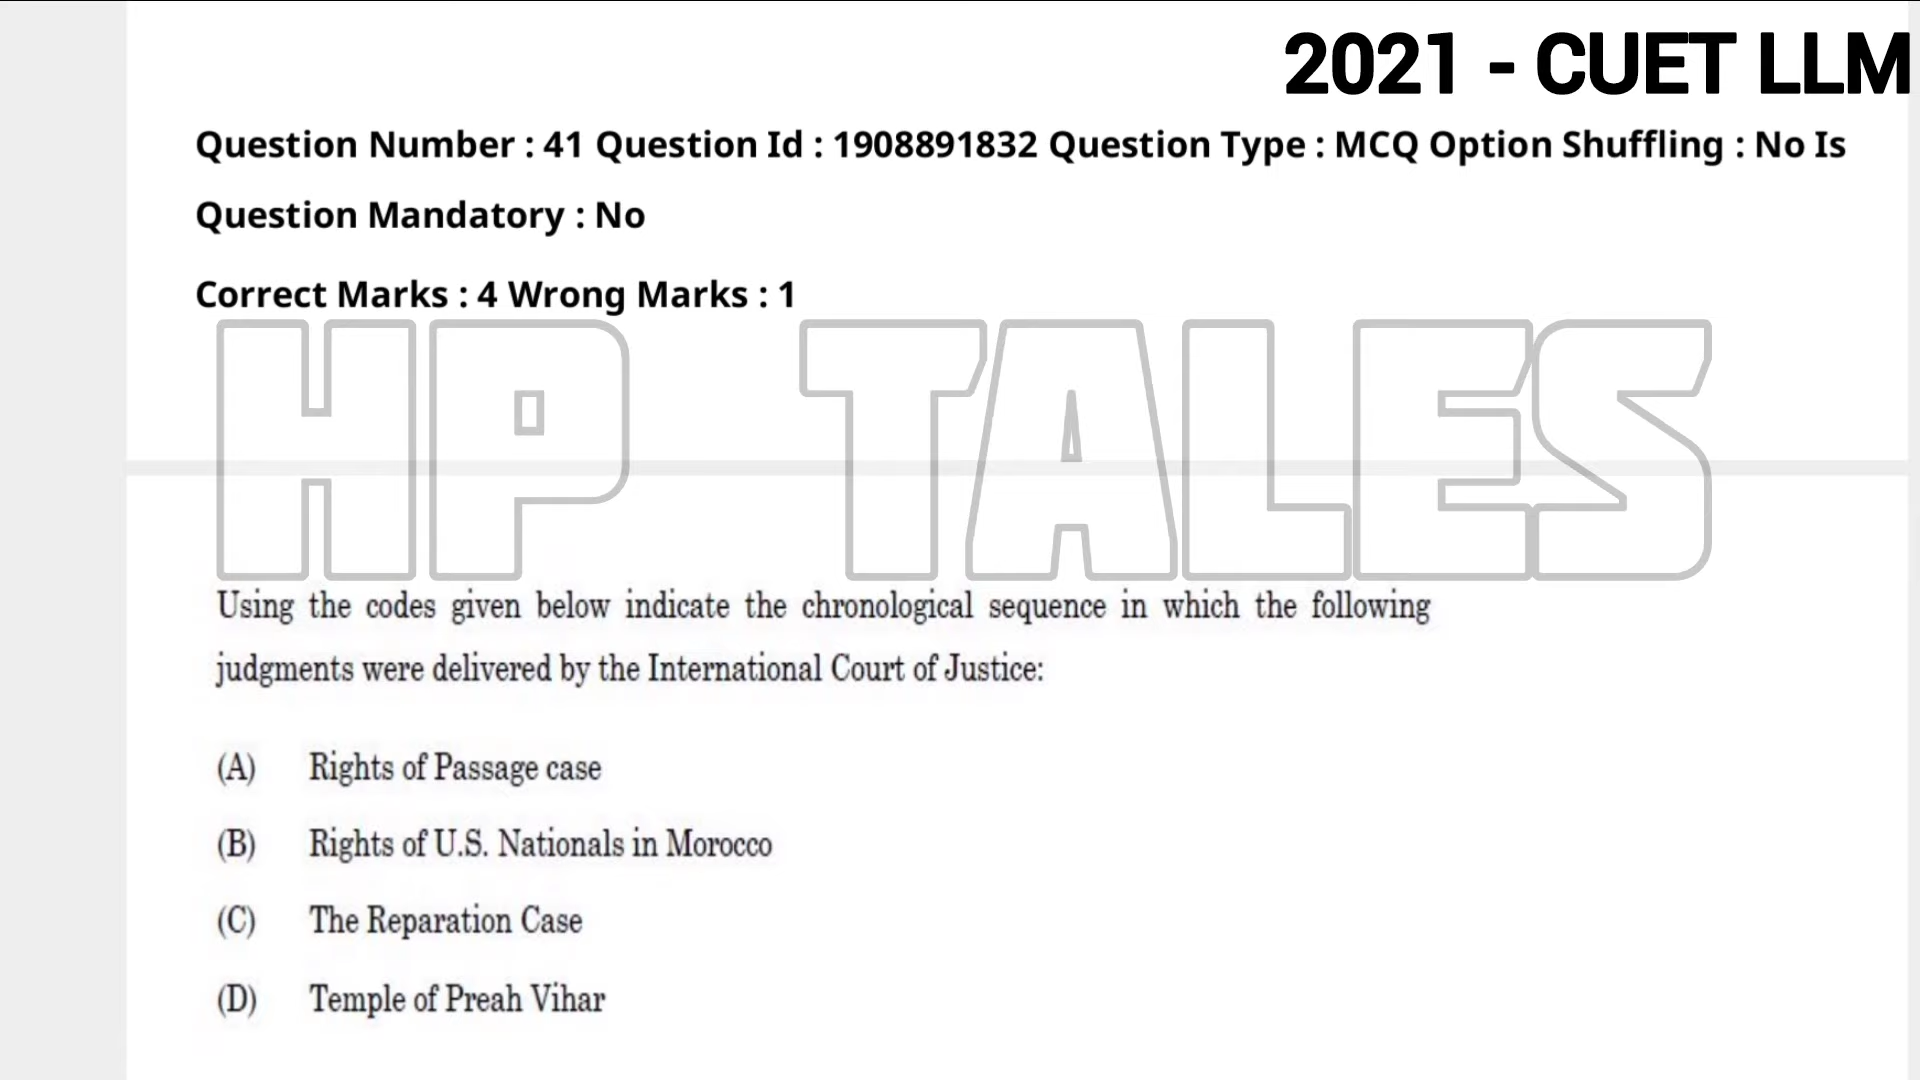 2021 - CUET LLM
Question Number : 41 Question Id : 1908891832 Question Type : MCQ Option Shuffling : No Is
Question Mandatory : No
Correct Marks : 4 Wrong Marks : 1
HP TALES
Using the codes given below indicate the chronological sequence in which the following
judgments were delivered by the International Court of Justice:
(A) Rights of Passage case
(B) Rights of U.S. Nationals in Morocco
(C) The Reparation Case
(D) Temple of Preah Vihar